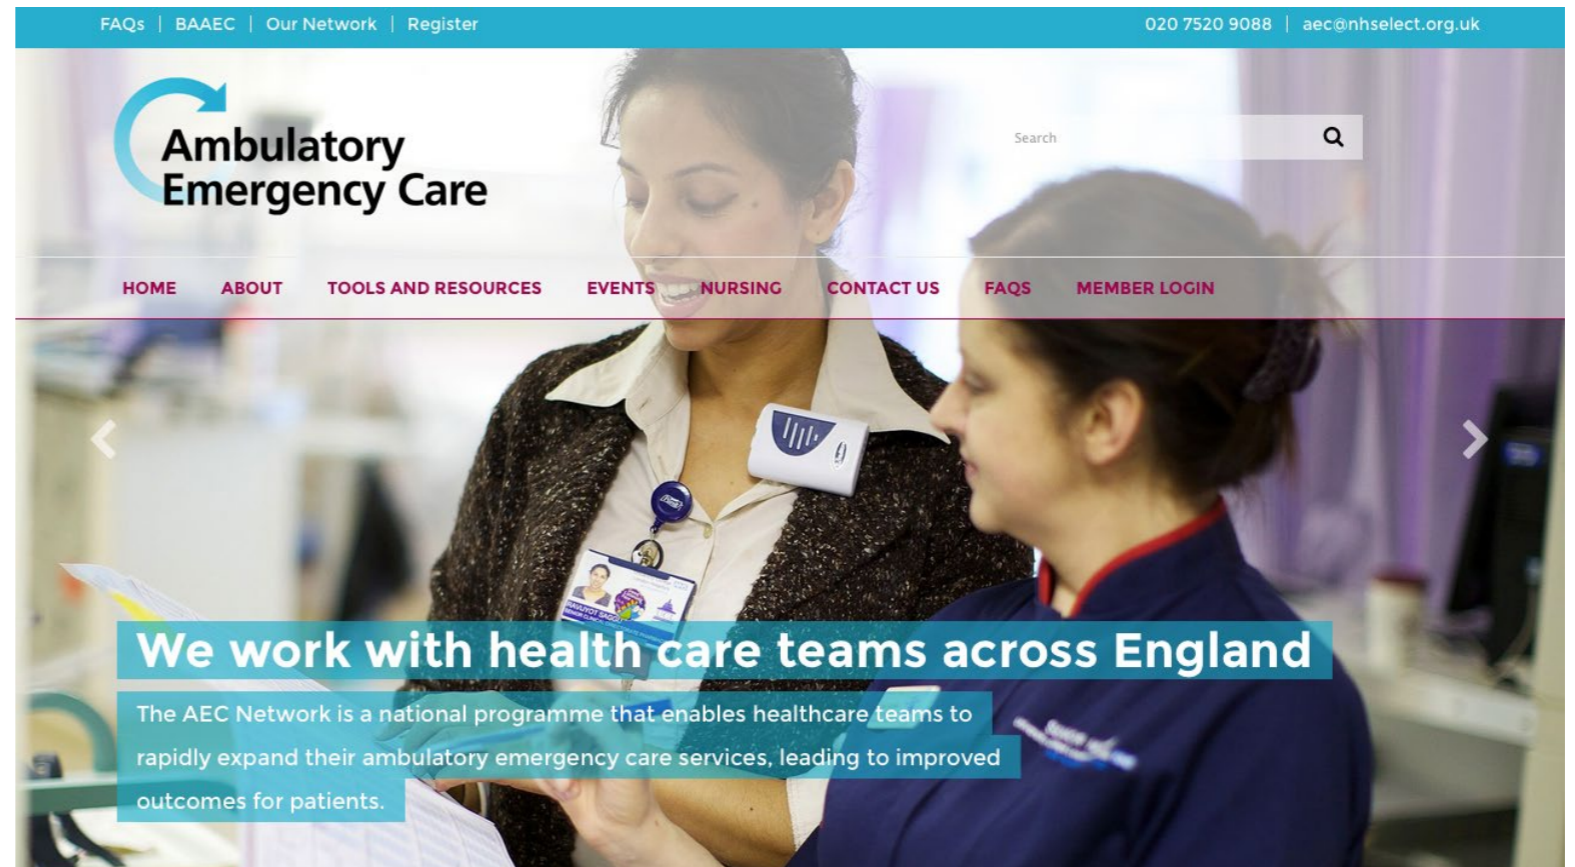 FAQs | BAAEC | Our Network | Register
020 7520 9088 | aec@nhselect.org.uk
Ambulatory
Emergency Care
Search
HOME ABOUT TOOLS AND RESOURCES EVENTS NURSING CONTACT US FAQS MEMBER LOGIN
We work with health care teams across England
The AEC Network is a national programme that enables healthcare teams to
rapidly expand their ambulatory emergency care services, leading to improved
outcomes for patients.